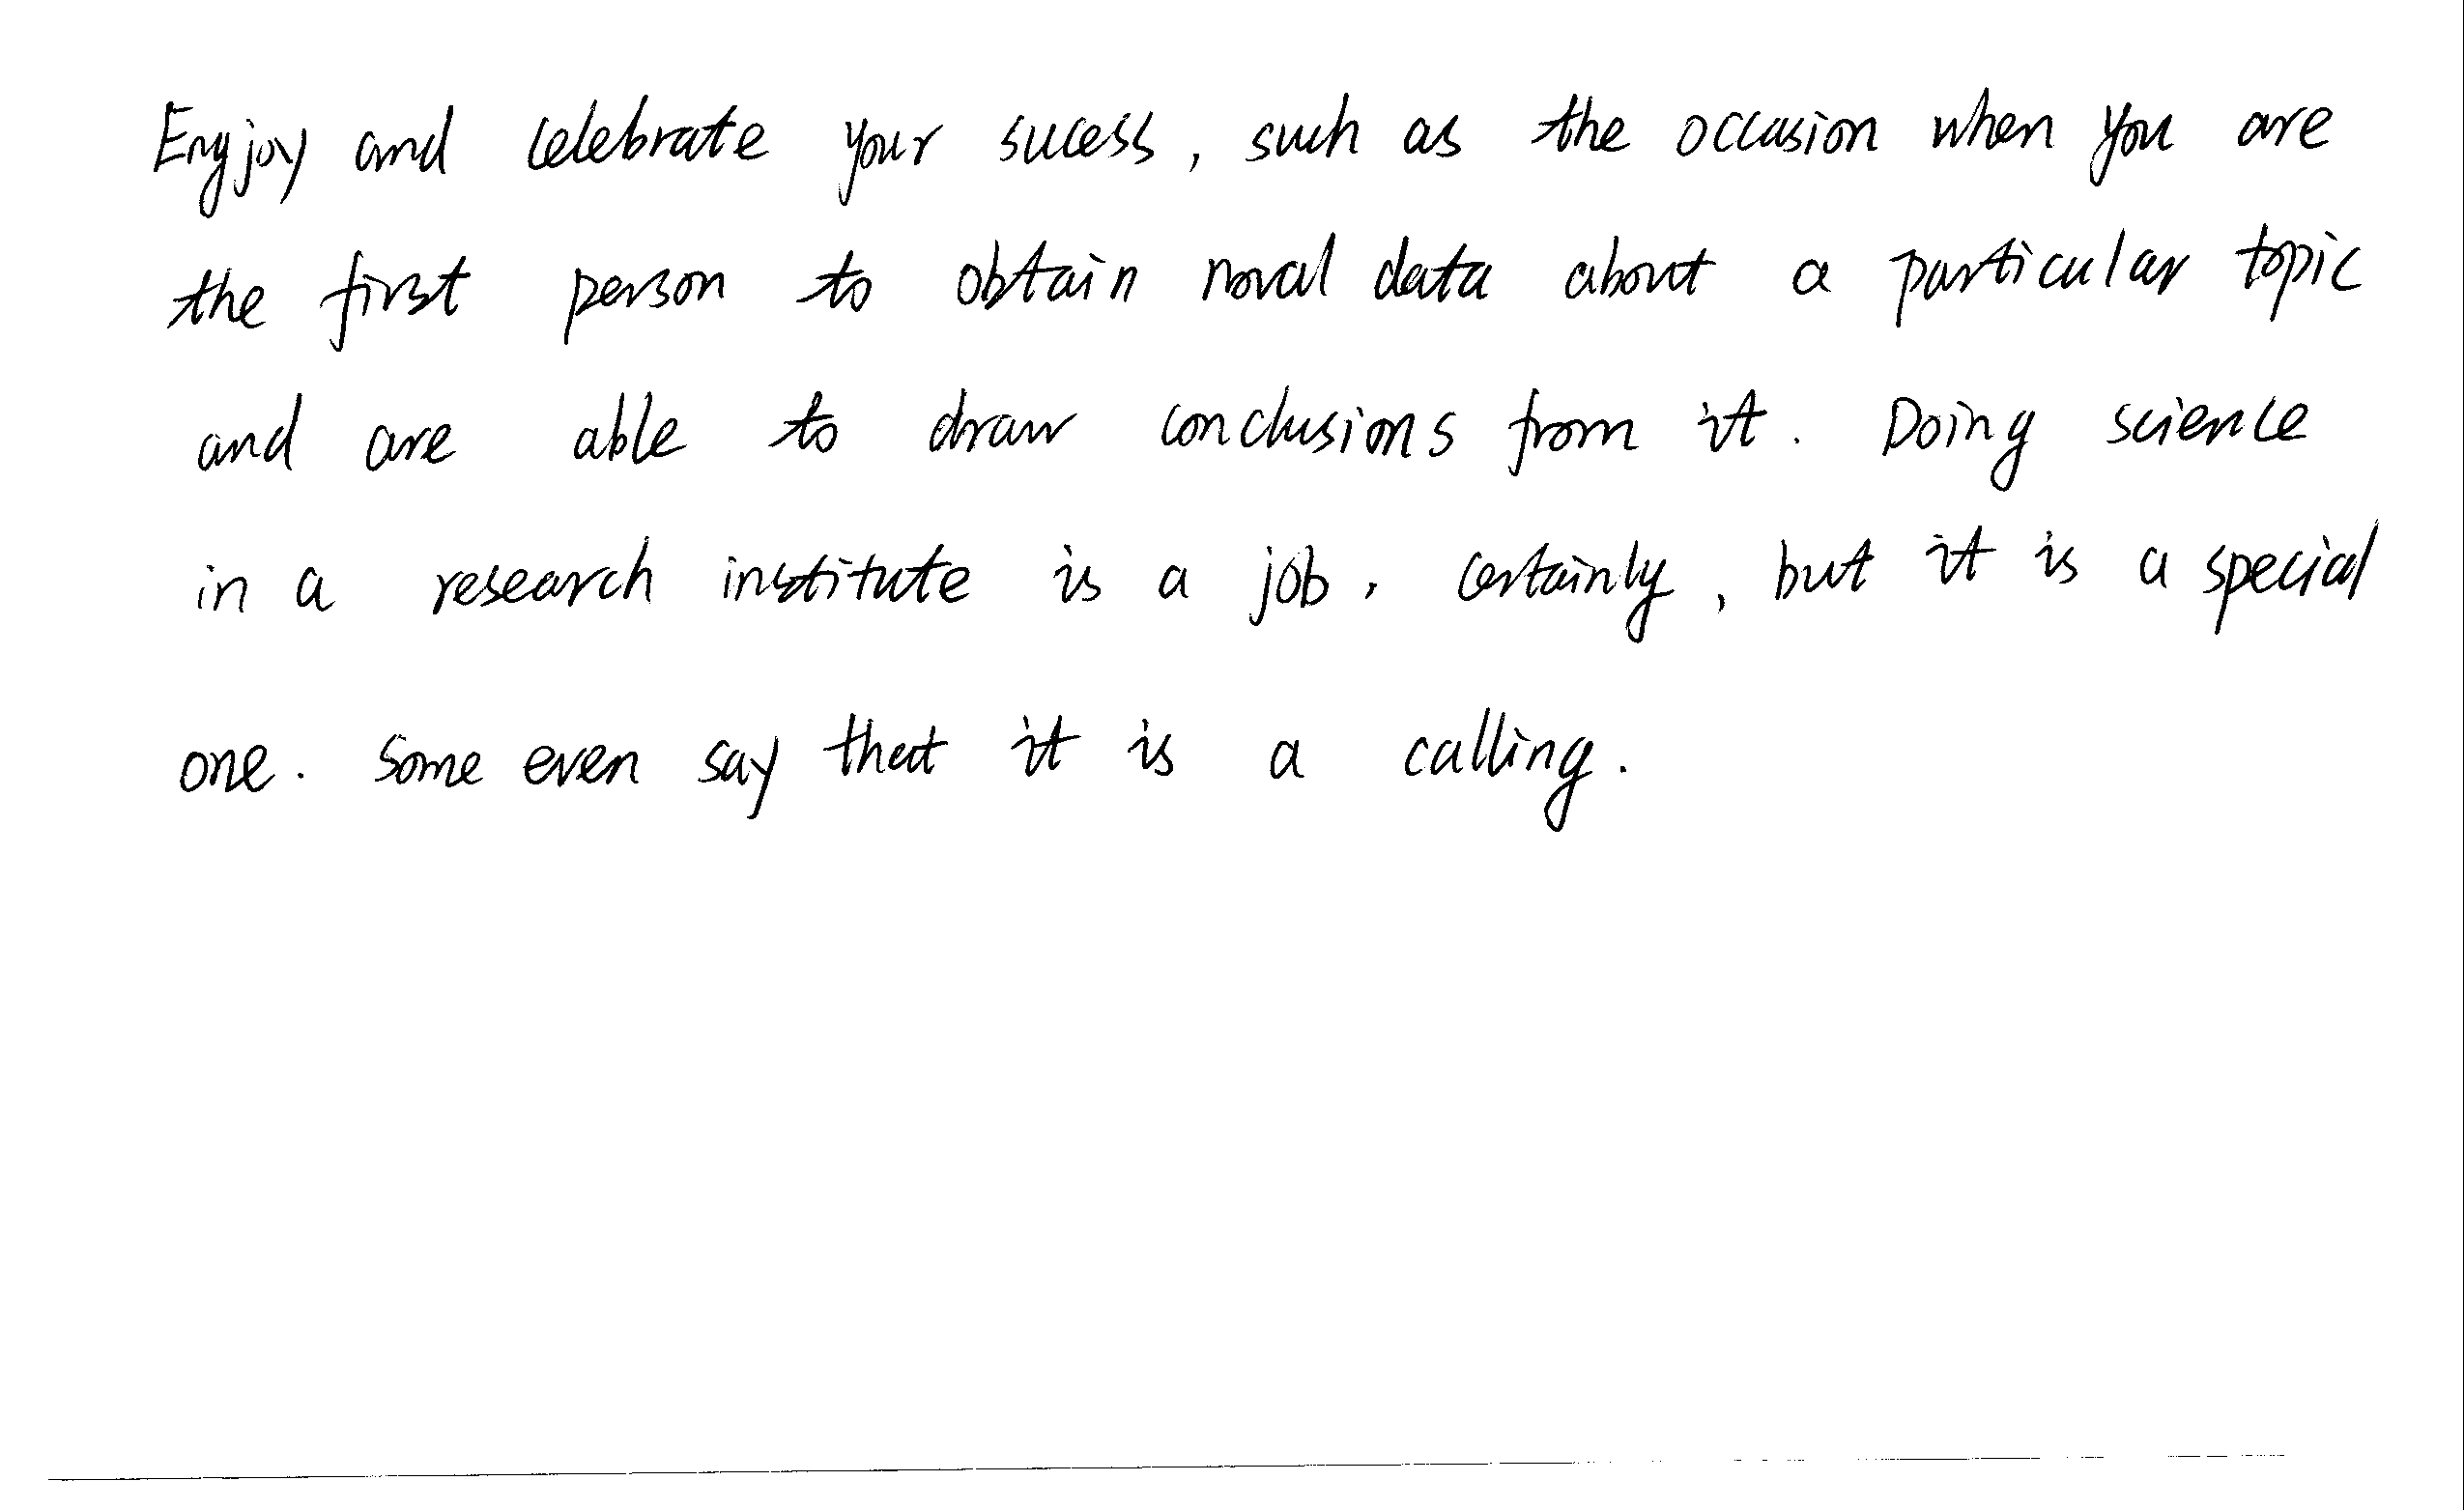 Engjoy and celebrate your sucess, such as the occasion when you are
the first person to obtain noval data about a particular topic
and are able to draw conclusions from it. Doing science
in a research institute is a job, certainly, but it is a special
one. Some even say that it is a calling.